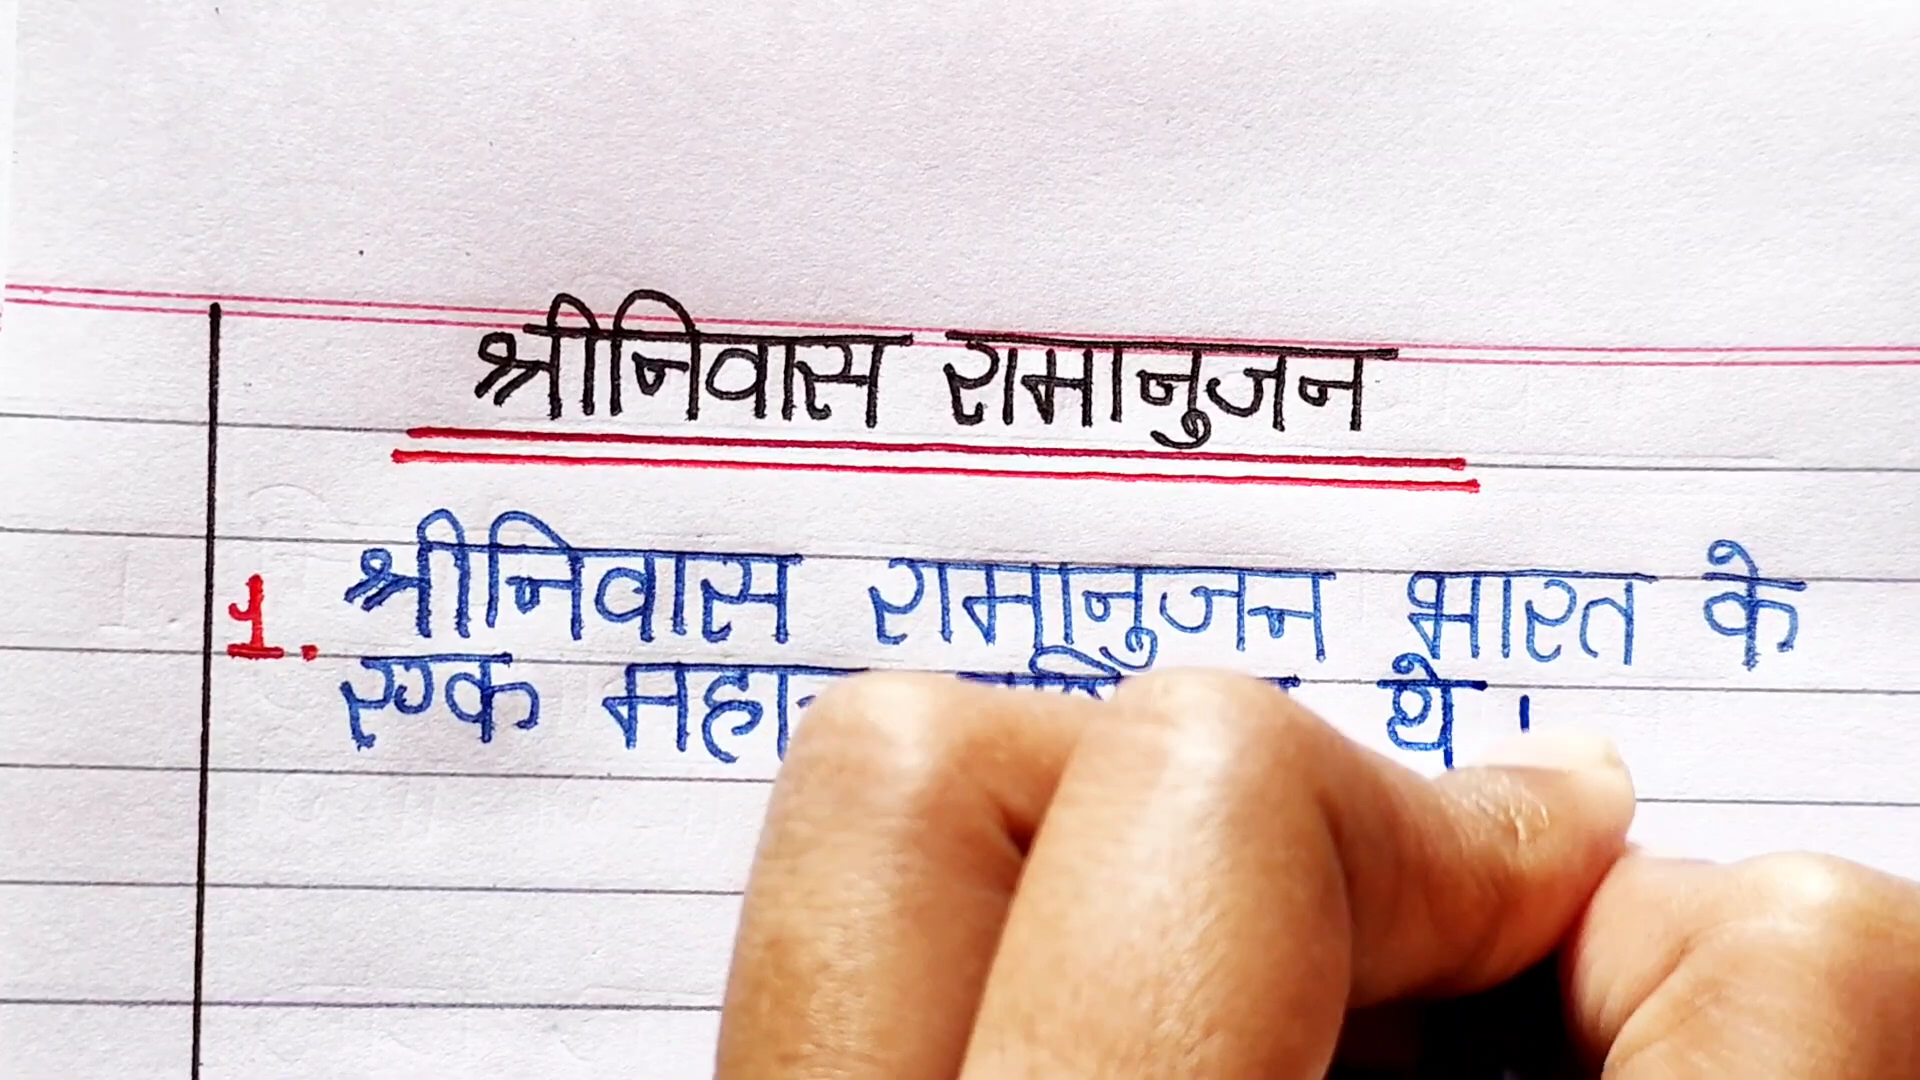 श्रीनिवास रामानुजन
1. श्रीनिवास रामानुजन भारत के
एक थे।